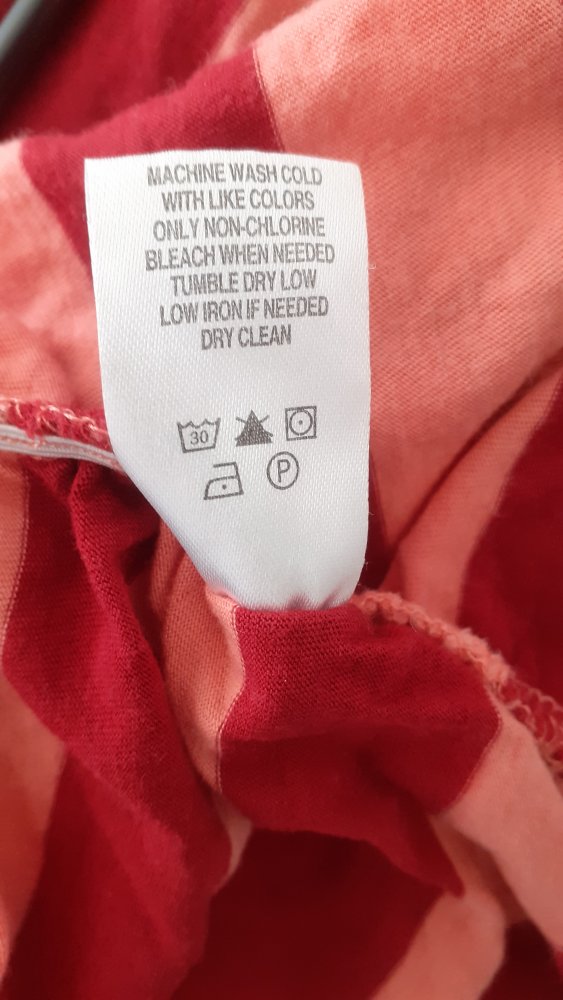 MACHINE WASH COLD
WITH LIKE COLORS
ONLY NON-CHLORINE
BLEACH WHEN NEEDED
TUMBLE DRY LOW
LOW IRON IF NEEDED
DRY CLEAN
30
P